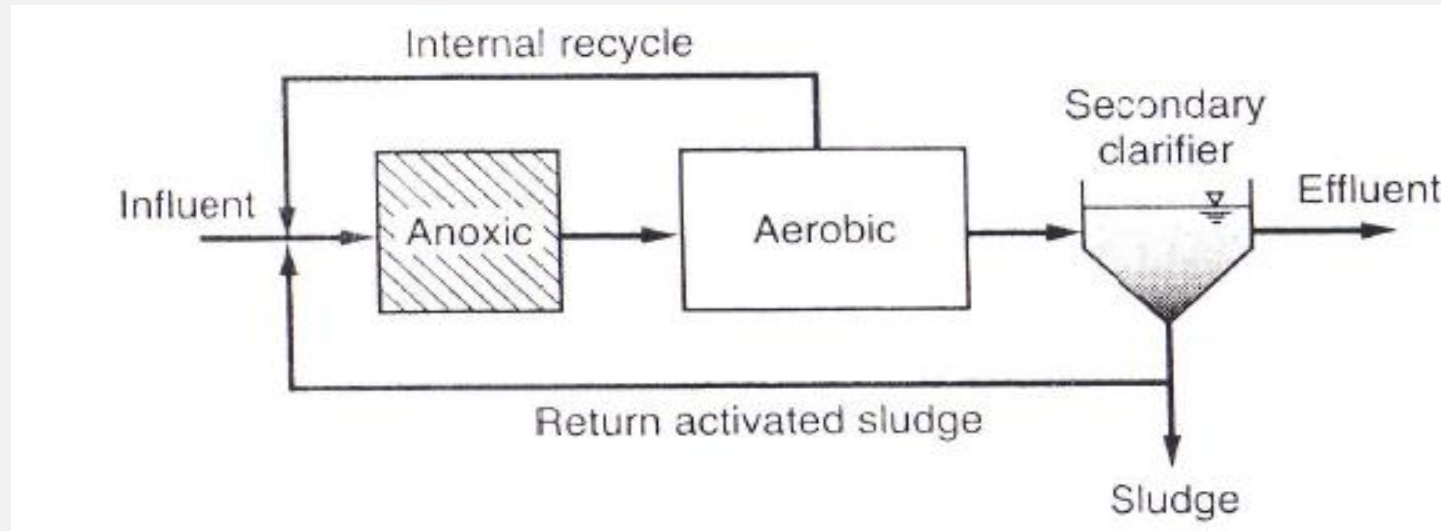 Internal recycle
Secondary
clarifier
Influent
Anoxic
Aerobic
Effluent
Return activated sludge
Sludge